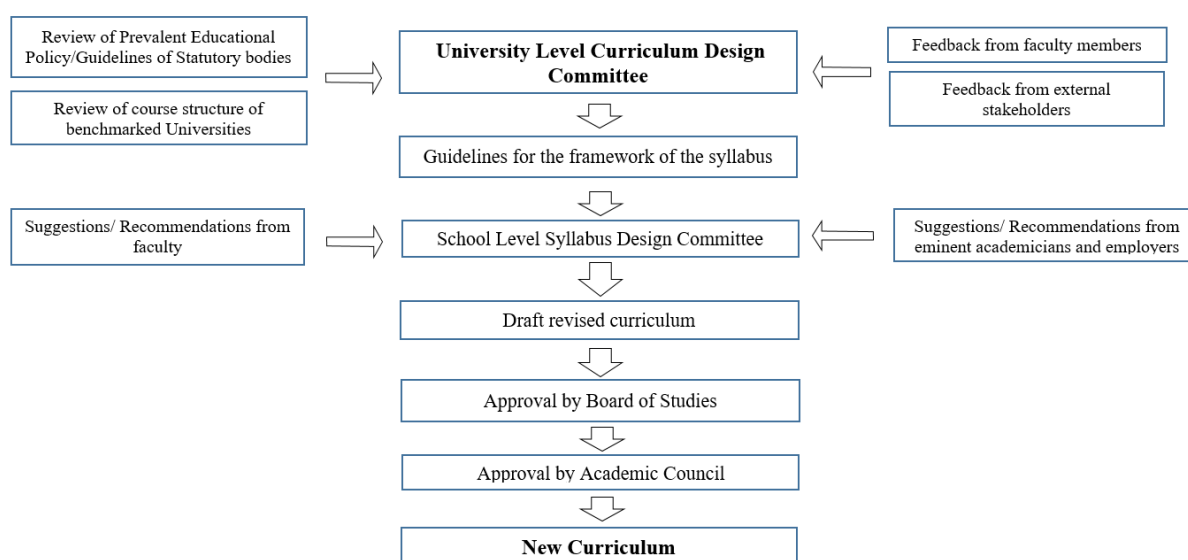 Review of Prevalent Educational
Policy/Guidelines of Statutory bodies
Review of course structure of
benchmarked Universities
University Level Curriculum Design
Committee
Feedback from faculty members
Feedback from external
stakeholders
Guidelines for the framework of the syllabus
Suggestions/ Recommendations from
faculty
School Level Syllabus Design Committee
Suggestions/ Recommendations from
eminent academicians and employers
Draft revised curriculum
Approval by Board of Studies
Approval by Academic Council
New Curriculum